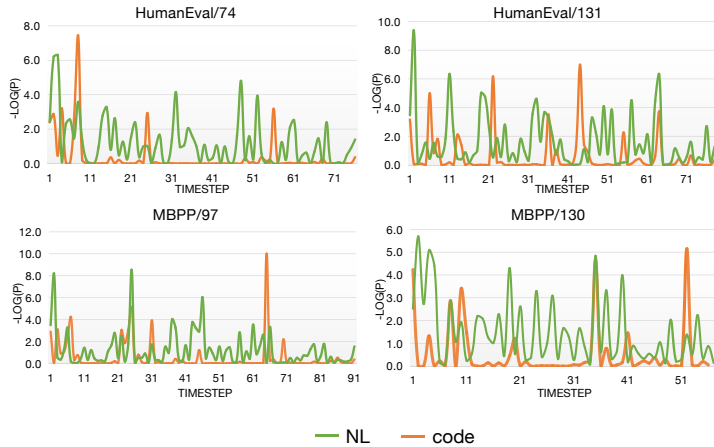 HumanEval/74
-LOG(P)
8.0
6.0
4.0
2.0
0.0
1 11 21 31 41 51 61 71
TIMESTEP
HumanEval/131
-LOG(P)
10.0
8.0
6.0
4.0
2.0
0.0
1 11 21 31 41 51 61 71
TIMESTEP
MBPP/97
-LOG(P)
12.0
10.0
8.0
6.0
4.0
2.0
0.0
1 11 21 31 41 51 61 71 81 91
TIMESTEP
MBPP/130
-LOG(P)
6.0
5.0
4.0
3.0
2.0
1.0
0.0
1 11 21 31 41 51
TIMESTEP
NL code